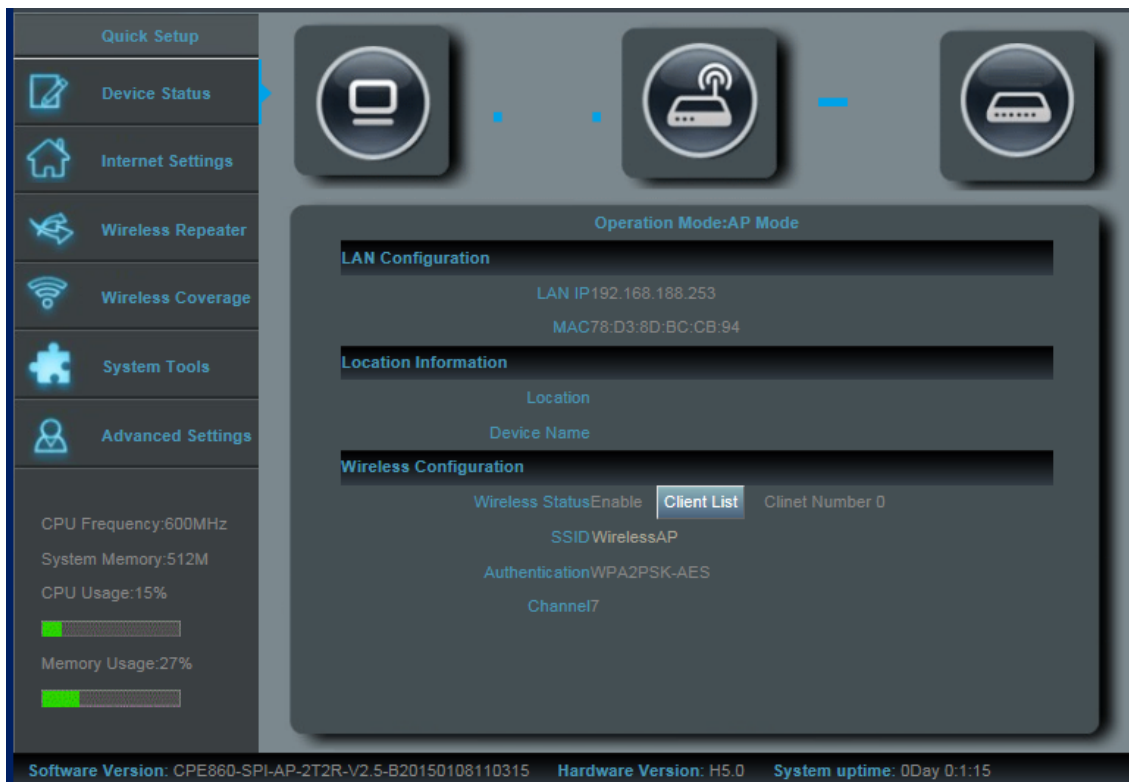 Quick Setup
Device Status
Internet Settings
Wireless Repeater
Wireless Coverage
System Tools
Advanced Settings
CPU Frequency:600MHz
System Memory:512M
CPU Usage:15%
Memory Usage:27%
Operation Mode:AP Mode
LAN Configuration
LAN IP192.168.188.253
MAC78:D3:8D:BC:CB:94
Location Information
Location
Device Name
Wireless Configuration
Wireless StatusEnable Client List Clinet Number 0
SSIDWirelessAP
AuthenticationWPA2PSK-AES
Channel7
Software Version: CPE860-SPI-AP-2T2R-V2.5-B20150108110315 Hardware Version: H5.0 System uptime: 0Day 0:1:15